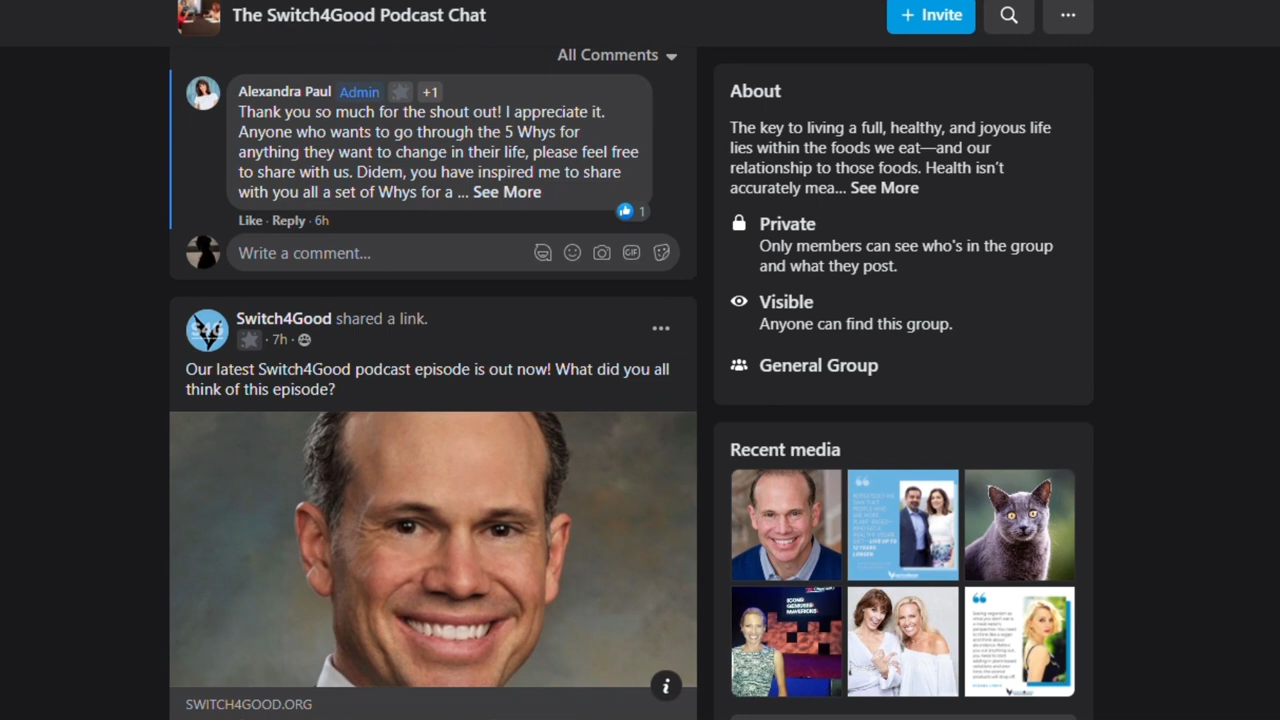 The Switch4Good Podcast Chat
+ Invite
All Comments
Alexandra Paul Admin +1
Thank you so much for the shout out! I appreciate it.
Anyone who wants to go through the 5 Whys for
anything they want to change in their life, please feel free
to share with us. Didem, you have inspired me to share
with you all a set of Whys for a ... See More
1
Like · Reply · 6h
Write a comment...
GIF
S4G
Switch4Good shared a link.
· 7h ·
Our latest Switch4Good podcast episode is out now! What did you all
think of this episode?
i
SWITCH4GOOD.ORG
About
The key to living a full, healthy, and joyous life
lies within the foods we eat—and our
relationship to those foods. Health isn't
accurately mea... See More
Private
Only members can see who's in the group
and what they post.
Visible
Anyone can find this group.
General Group
Recent media
ICONS
GENIUSES
MAVERICKS